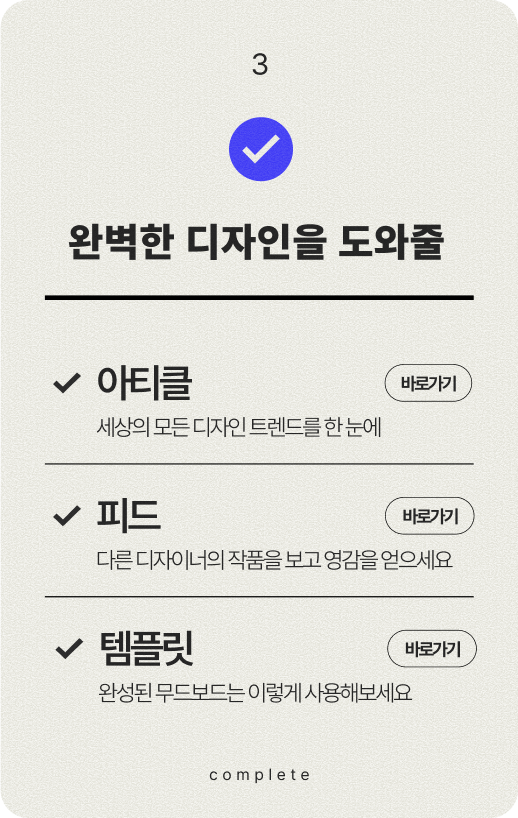 3
완벽한 디자인을 도와줄
아티클
바로가기
세상의 모든 디자인 트렌드를 한 눈에
피드
바로가기
다른 디자이너의 작품을 보고 영감을 얻으세요
템플릿
바로가기
완성된 무드보드는 이렇게 사용해보세요
complete